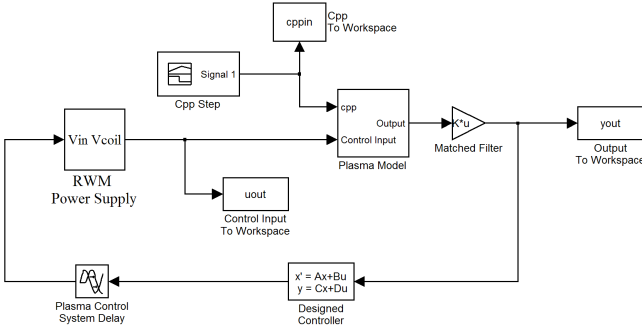 cppin
Cpp
To Workspace
Signal 1
Cpp Step
cpp
Output
Control Input
Plasma Model
K*u
Matched Filter
yout
Output
To Workspace
Vin Vcoil
RWM
Power Supply
uout
Control Input
To Workspace
x' = Ax+Bu
y = Cx+Du
Designed
Controller
Plasma Control
System Delay